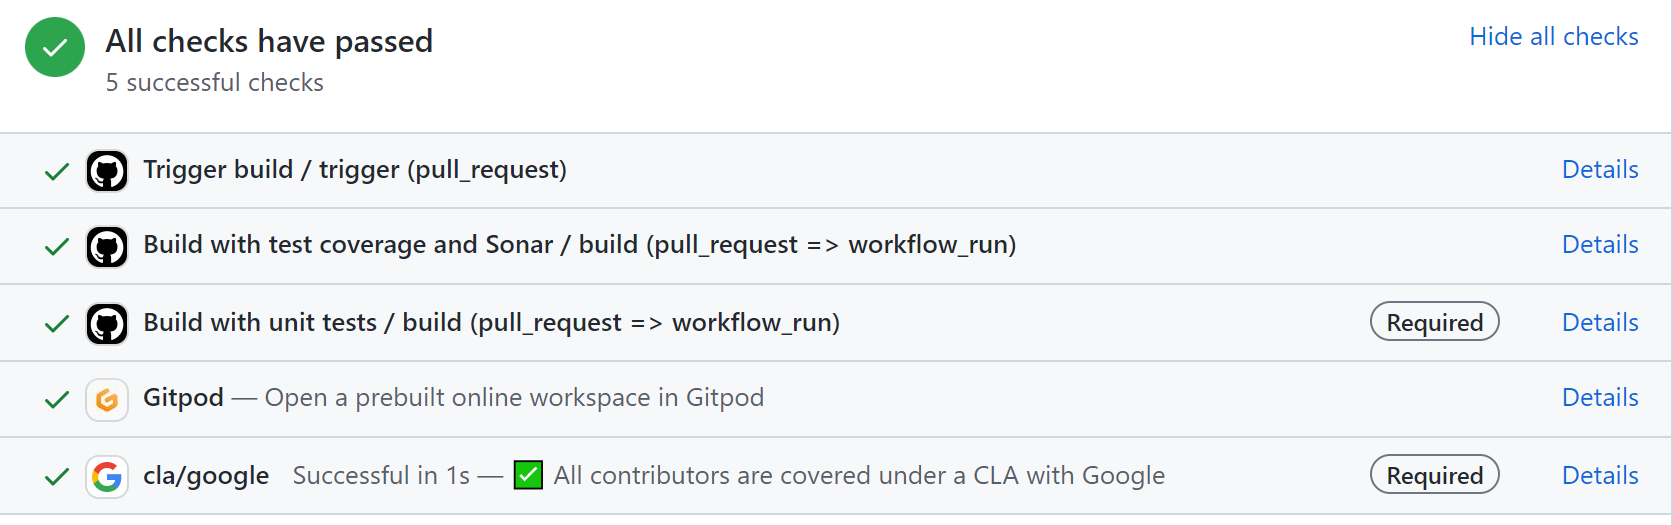 All checks have passed
Hide all checks
5 successful checks
Trigger build / trigger (pull_request)
Details
Build with test coverage and Sonar / build (pull_request => workflow_run)
Details
Build with unit tests / build (pull_request => workflow_run)
Required
Details
Gitpod — Open a prebuilt online workspace in Gitpod
Details
cla/google Successful in 1s — ✅ All contributors are covered under a CLA with Google
Required
Details